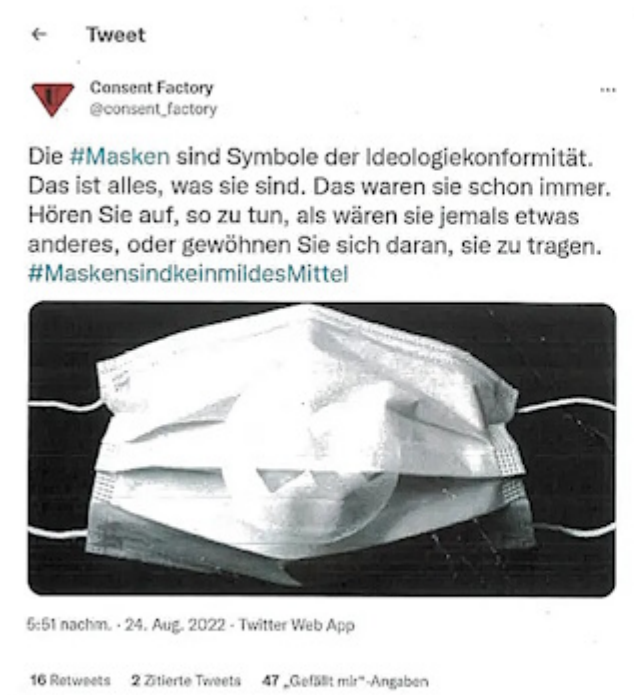 ← Tweet
Consent Factory
@consent_factory
Die #Masken sind Symbole der Ideologiekonformität.
Das ist alles, was sie sind. Das waren sie schon immer.
Hören Sie auf, so zu tun, als wären sie jemals etwas
anderes, oder gewöhnen Sie sich daran, sie zu tragen.
#MaskensindkeinmildesMittel
5:51 nachm. · 24. Aug. 2022 · Twitter Web App
16 Retweets 2 Zitierte Tweets 47 „Gefällt mir“-Angaben